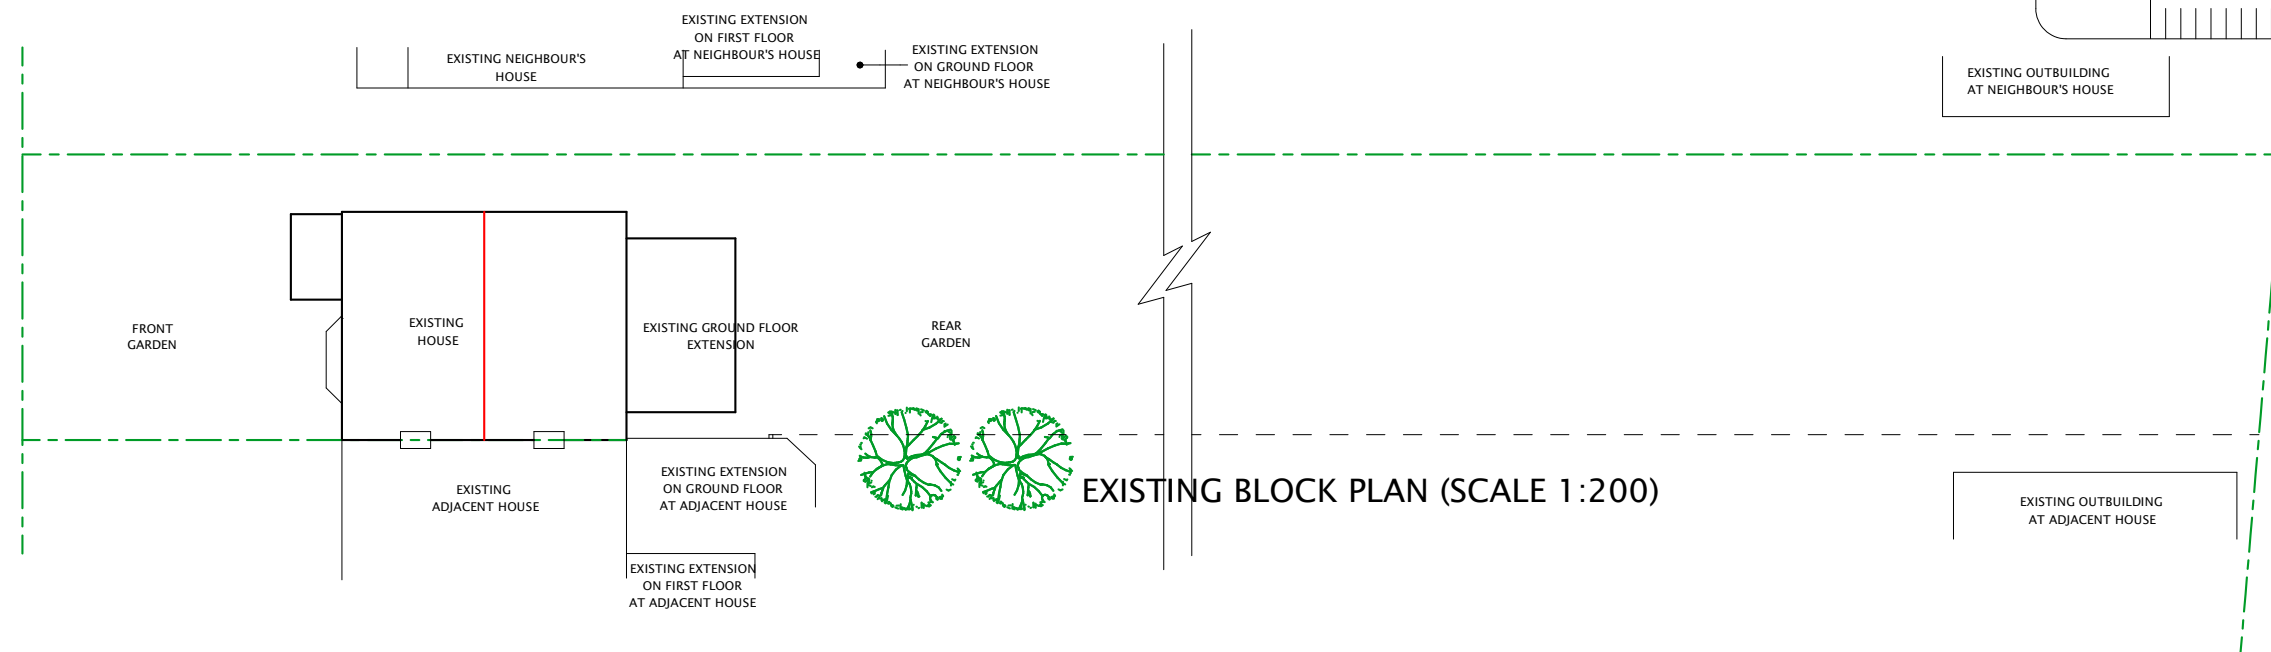 EXISTING EXTENSION
ON FIRST FLOOR
AT NEIGHBOUR'S HOUSE
EXISTING NEIGHBOUR'S
HOUSE
EXISTING EXTENSION
ON GROUND FLOOR
AT NEIGHBOUR'S HOUSE
EXISTING OUTBUILDING
AT NEIGHBOUR'S HOUSE
FRONT
GARDEN
EXISTING
HOUSE
EXISTING GROUND FLOOR
EXTENSION
REAR
GARDEN
EXISTING
ADJACENT HOUSE
EXISTING EXTENSION
ON GROUND FLOOR
AT ADJACENT HOUSE
EXISTING BLOCK PLAN (SCALE 1:200)
EXISTING OUTBUILDING
AT ADJACENT HOUSE
EXISTING EXTENSION
ON FIRST FLOOR
AT ADJACENT HOUSE